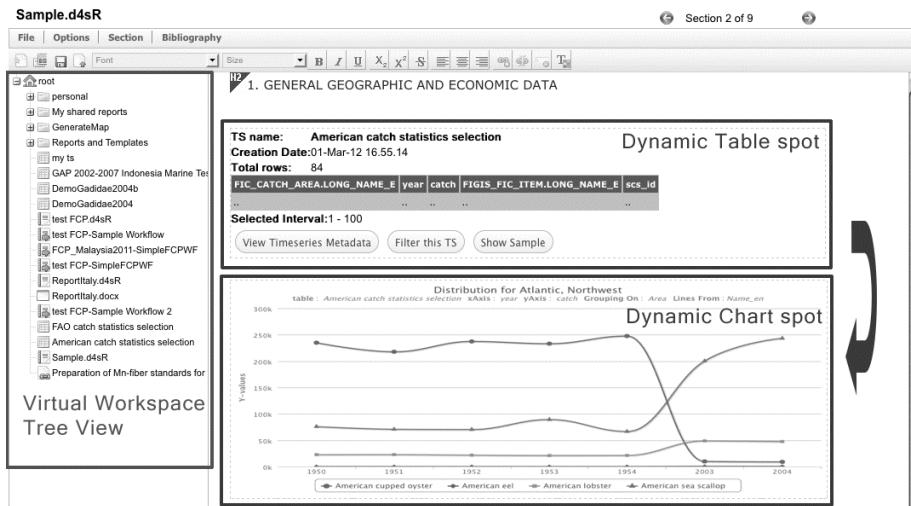 Sample.d4sR
Section 2 of 9
File Options Section Bibliography
Font Size B I U X₂ X² S
root
personal
My shared reports
GenerateMap
Reports and Templates
my ts
GAP 2002-2007 Indonesia Marine Te
DemoGadidae2004b
DemoGadidae2004
test FCP.d4sR
test FCP-Sample Workflow
FCP_Malaysia2011-SimpleFCPWF
test FCP-SimpleFCPWF
ReportItaly.d4sR
ReportItaly.docx
test FCP-Sample Workflow 2
FAO catch statistics selection
American catch statistics selection
Sample.d4sR
Preparation of Mn-fiber standards for
Virtual Workspace
Tree View
H2
1. GENERAL GEOGRAPHIC AND ECONOMIC DATA
Dynamic Table spot
TS name: American catch statistics selection
Creation Date:01-Mar-12 16.55.14
Total rows: 84
FIC_CATCH_AREA.LONG_NAME_E year catch FIGIS_FIC_ITEM.LONG_NAME_E scs_id
.. .. .. .. ..
Selected Interval:1 - 100
View Timeseries Metadata Filter this TS Show Sample
Distribution for Atlantic, Northwest
table : American catch statistics selection xAxis : year yAxis : catch Grouping On : Area Lines From : Name_en
Dynamic Chart spot
Y-values
300k
250k
200k
150k
100k
50k
0k
1950 1951 1952 1953 1954 2003 2004
American cupped oyster American eel American lobster American sea scallop